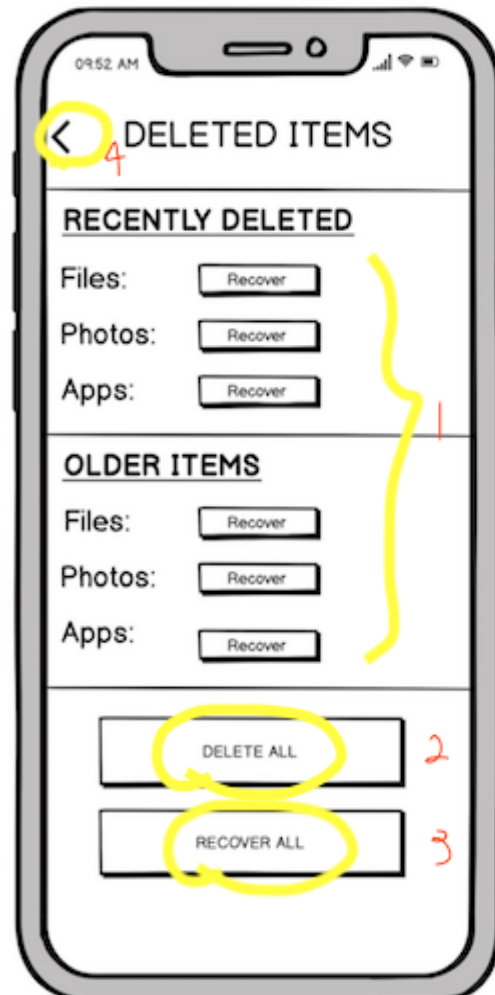 09:52 AM
4 DELETED ITEMS
RECENTLY DELETED
Files: Recover
Photos: Recover
Apps: Recover
1
OLDER ITEMS
Files: Recover
Photos: Recover
Apps: Recover
DELETE ALL 2
RECOVER ALL 3